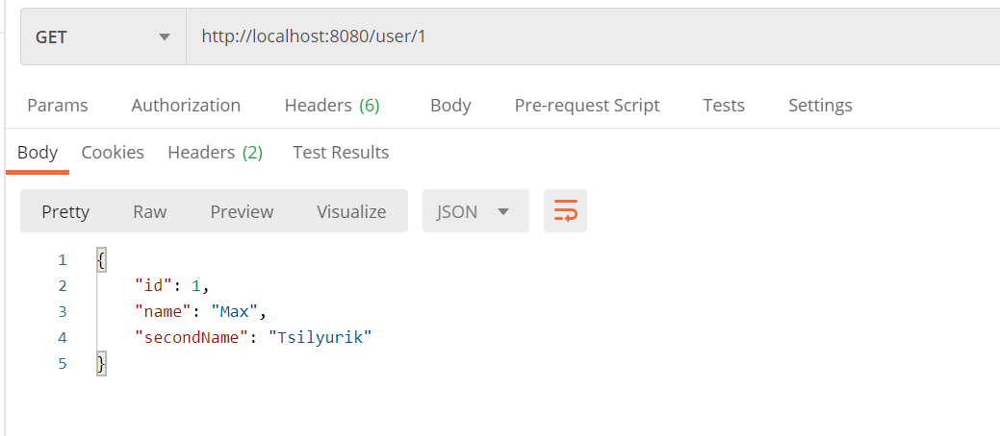 GET http://localhost:8080/user/1
Params Authorization Headers (6) Body Pre-request Script Tests Settings
Body Cookies Headers (2) Test Results
Pretty Raw Preview Visualize JSON
1 {
2 "id": 1,
3 "name": "Max",
4 "secondName": "Tsilyurik"
5 }